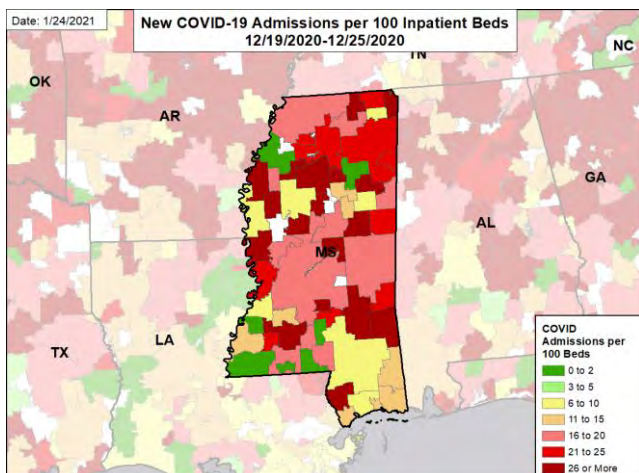 Date: 1/24/2021
New COVID-19 Admissions per 100 Inpatient Beds
12/19/2020-12/25/2020
TN
NC
OK
AR
GA
AL
MS
LA
TX
COVID
Admissions per
100 Beds
0 to 2
3 to 5
6 to 10
11 to 15
16 to 20
21 to 25
26 or More